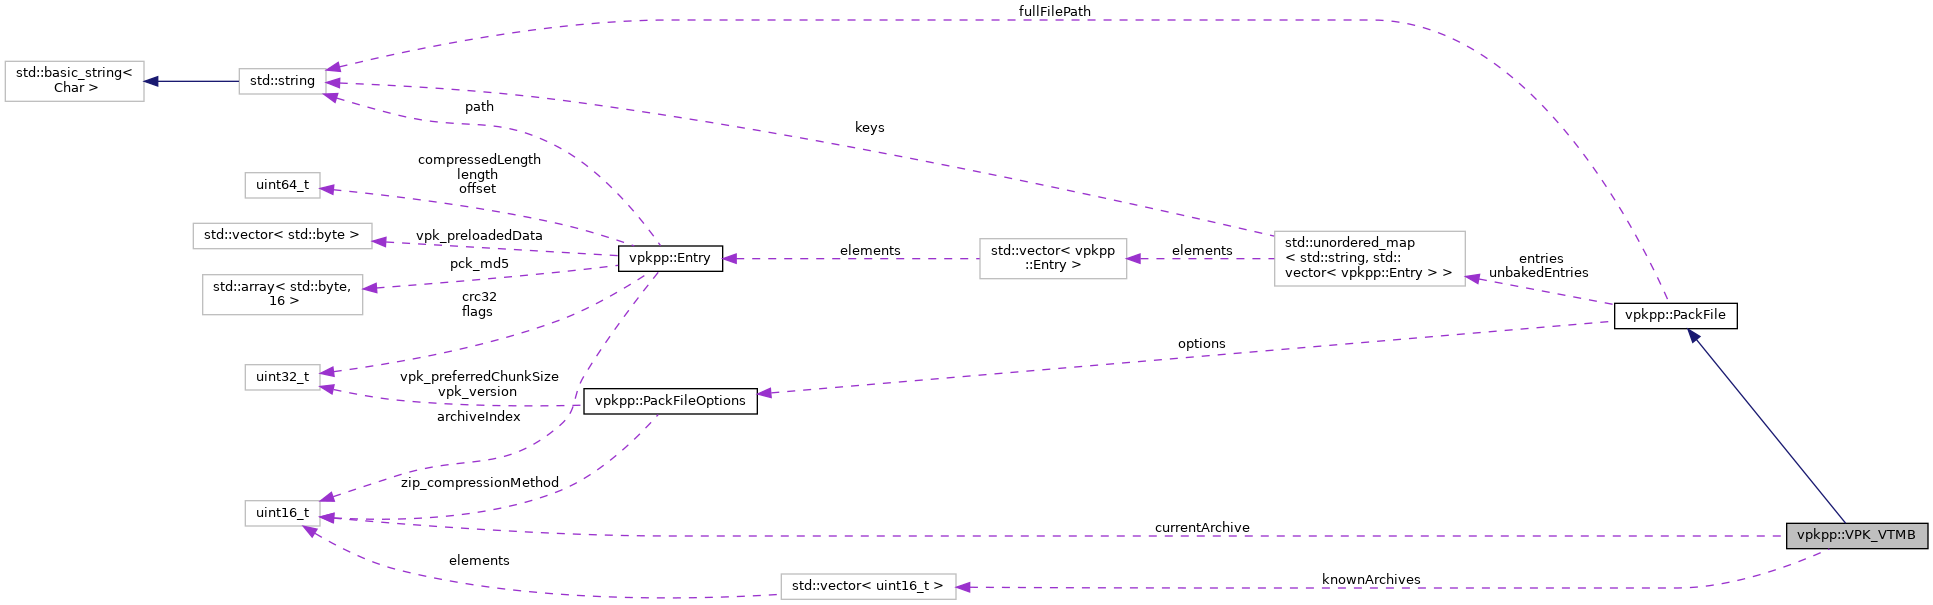 fullFilePath
std::basic_string<
Char >
std::string
path
keys
compressedLength
length
offset
uint64_t
std::vector< std::byte >
vpk_preloadedData
vpkpp::Entry
elements
std::vector< vpkpp
::Entry >
elements
std::unordered_map
< std::string, std::
vector< vpkpp::Entry > >
entries
unbakedEntries
pck_md5
std::array< std::byte,
16 >
crc32
flags
vpkpp::PackFile
options
uint32_t
vpk_preferredChunkSize
vpk_version
vpkpp::PackFileOptions
archiveIndex
zip_compressionMethod
uint16_t
currentArchive
vpkpp::VPK_VTMB
elements
std::vector< uint16_t >
knownArchives